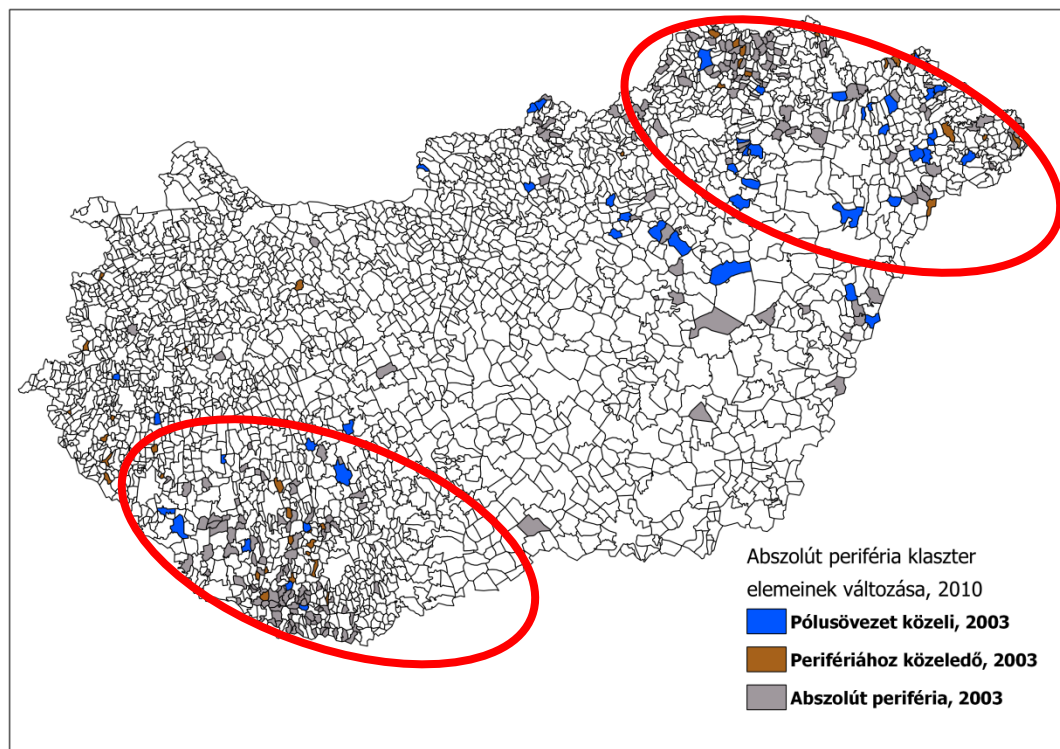 Abszolút periféria klaszter
elemeinek változása, 2010
Pólusövezet közeli, 2003
Perifériához közeledő, 2003
Abszolút periféria, 2003